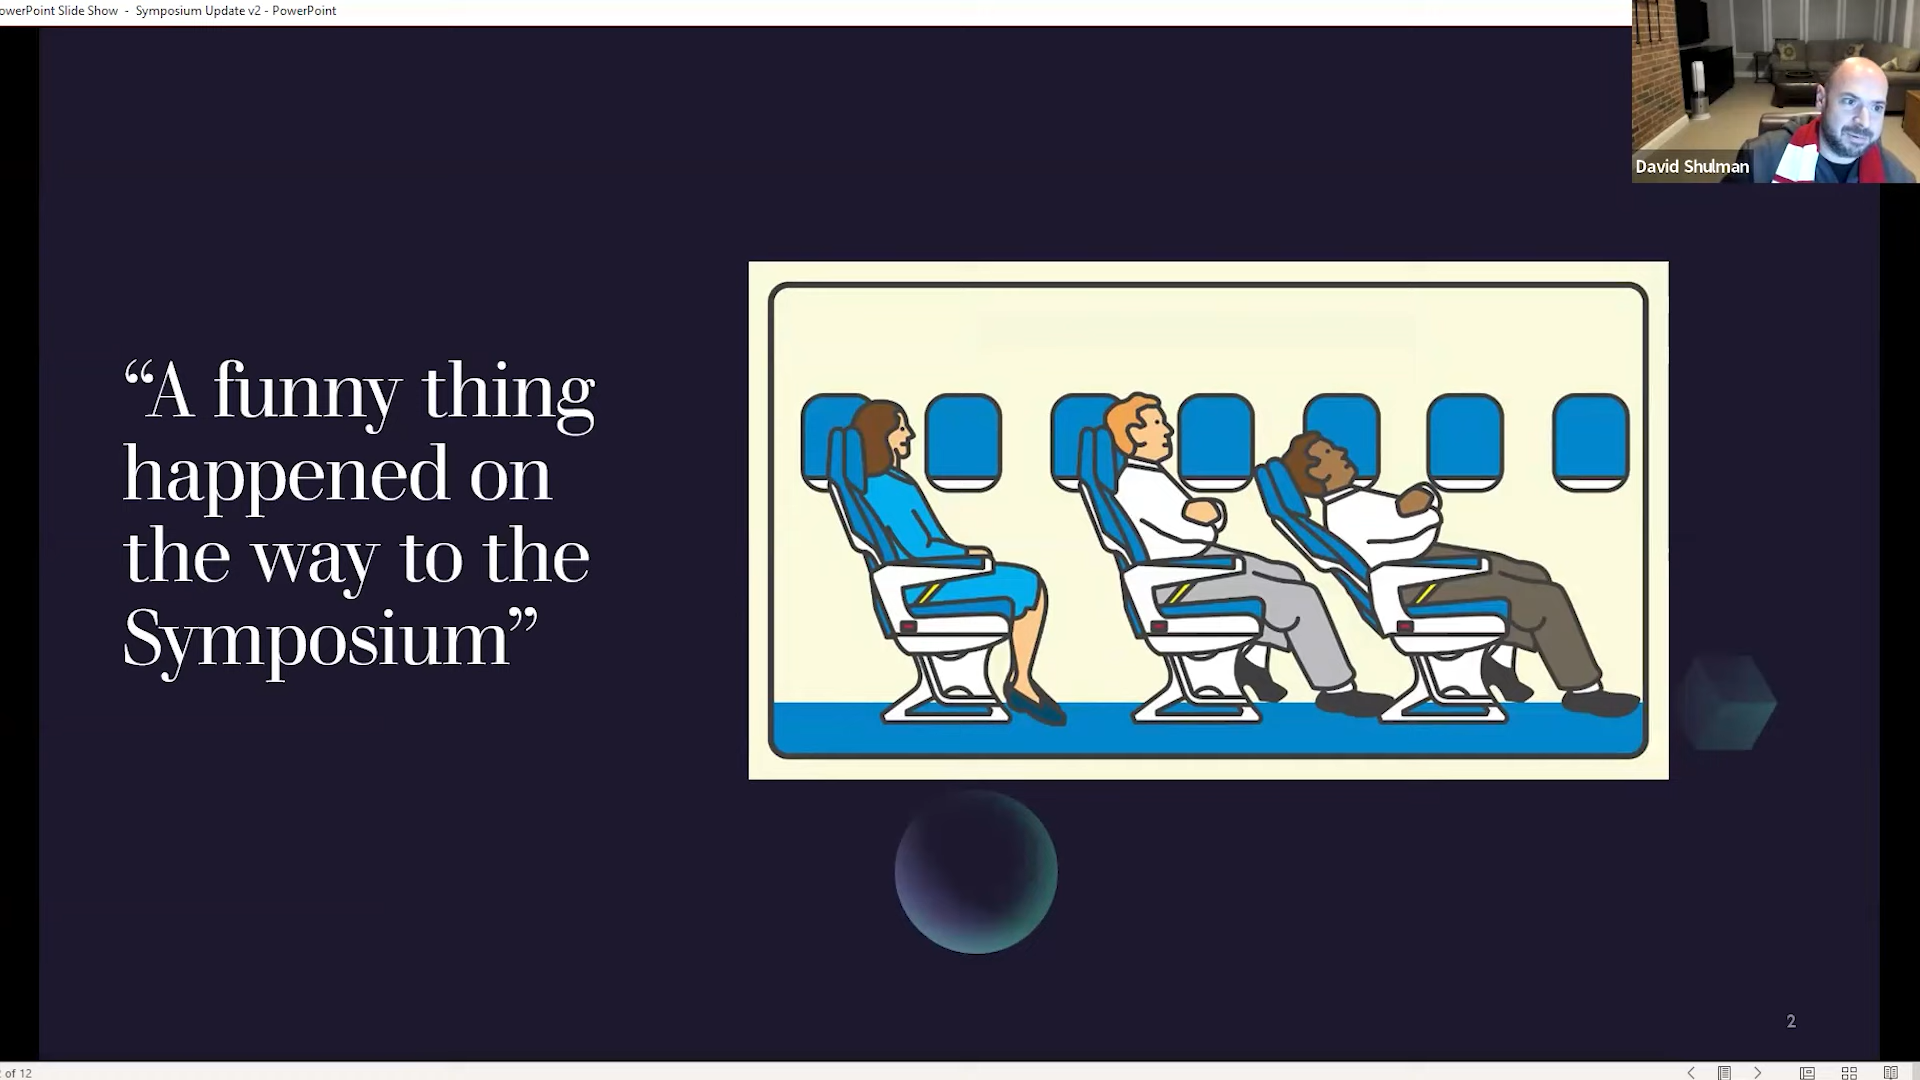 owerPoint Slide Show - Symposium Update v2 - PowerPoint
David Shulman
“A funny thing
happened on
the way to the
Symposium”
2
of 12